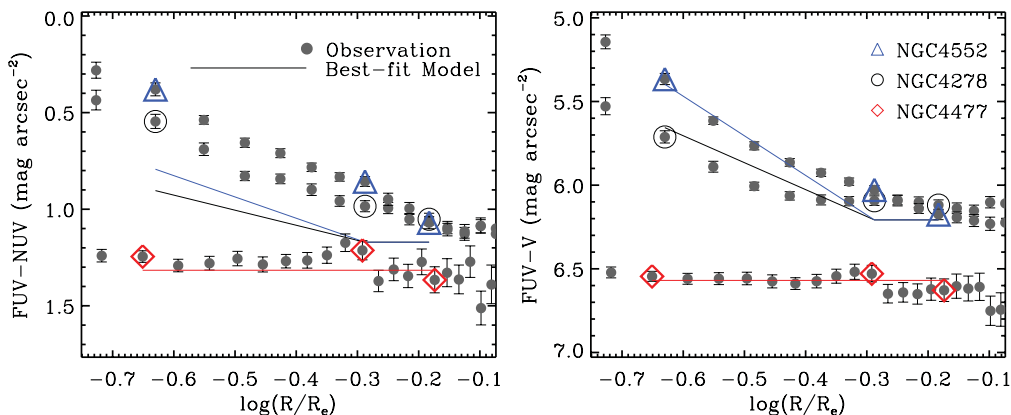 0.0
0.5
1.0
1.5
FUV-NUV (mag arcsec⁻²)
Observation
Best-fit Model
-0.7 -0.6 -0.5 -0.4 -0.3 -0.2 -0.1
log(R/Rₑ)
5.0
5.5
6.0
6.5
7.0
FUV-V (mag arcsec⁻²)
NGC4552
NGC4278
NGC4477
-0.7 -0.6 -0.5 -0.4 -0.3 -0.2 -0.1
log(R/Rₑ)